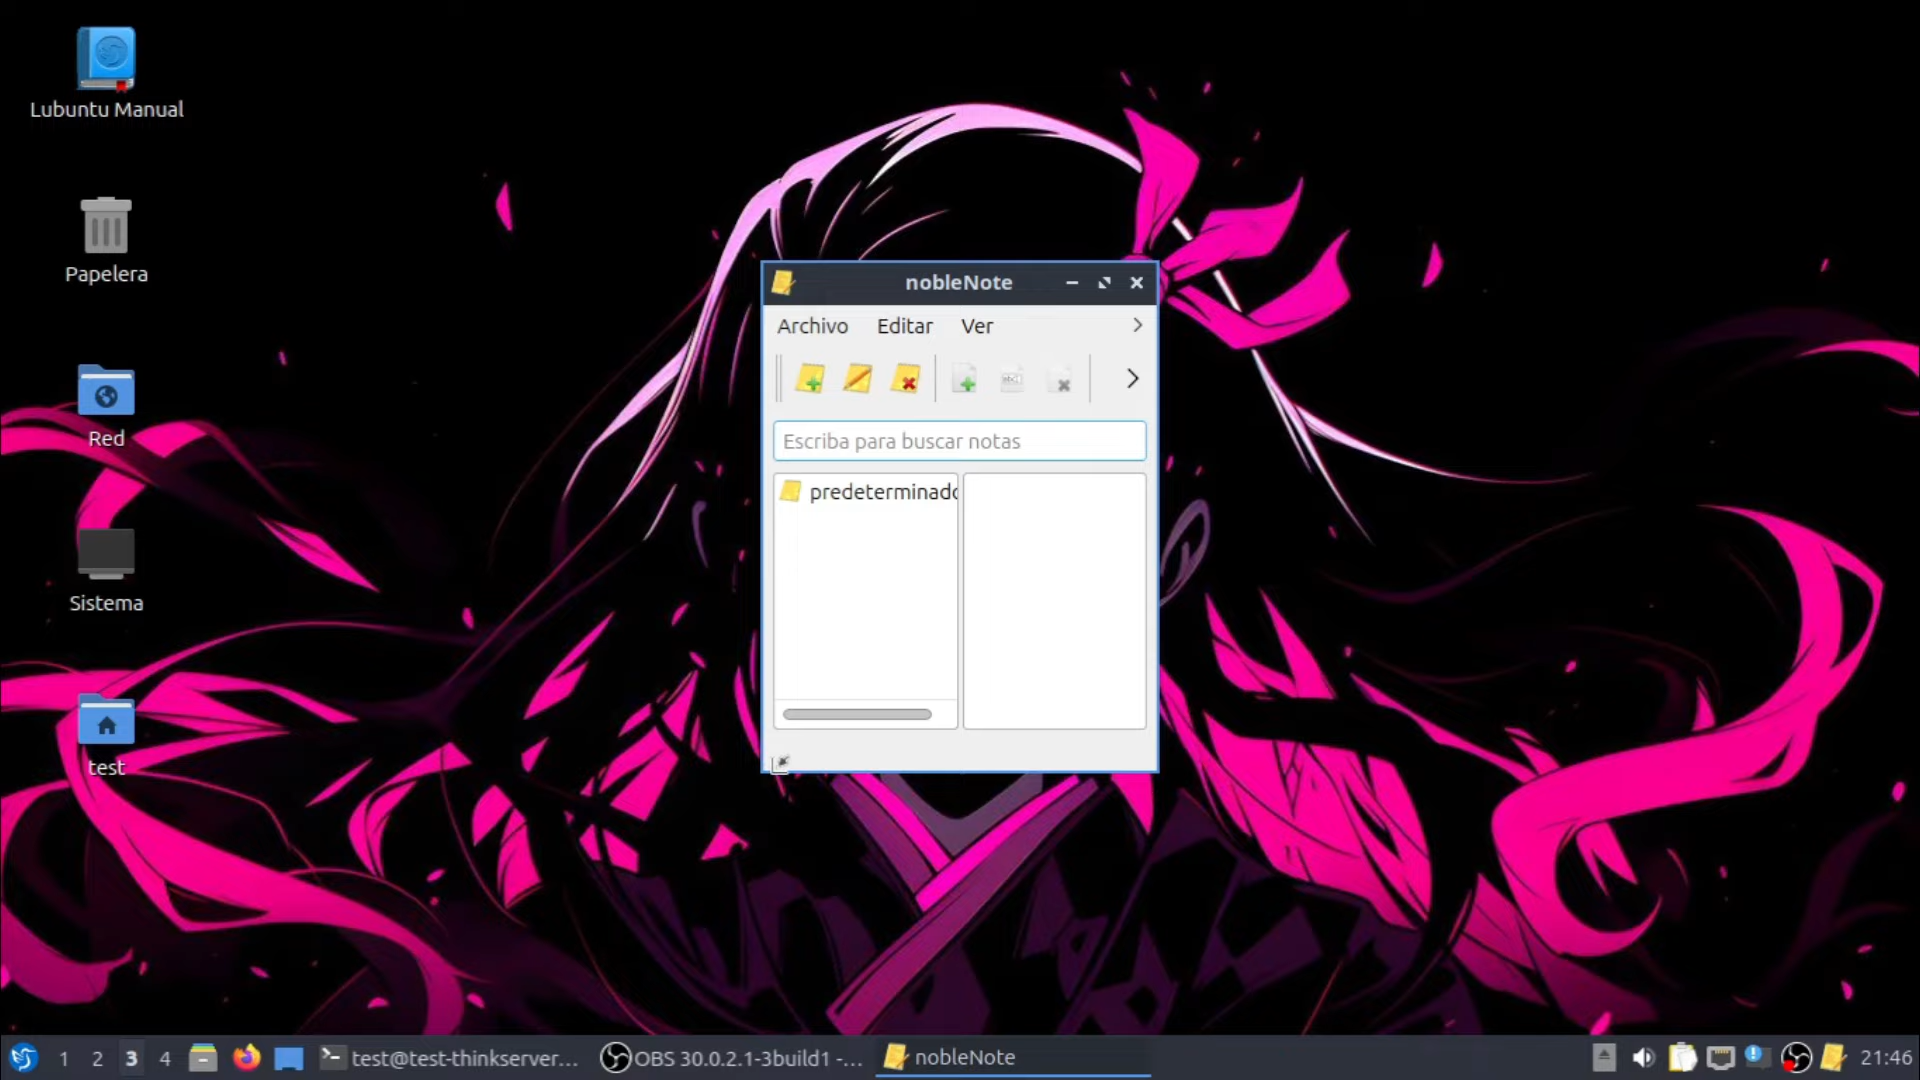 Lubuntu Manual
Papelera
Red
Sistema
test
nobleNote
Archivo Editar Ver
Escriba para buscar notas
predeterminado
1 2 3 4 test@test-thinkserver... OBS 30.0.2.1-3build1 -... nobleNote 21:46